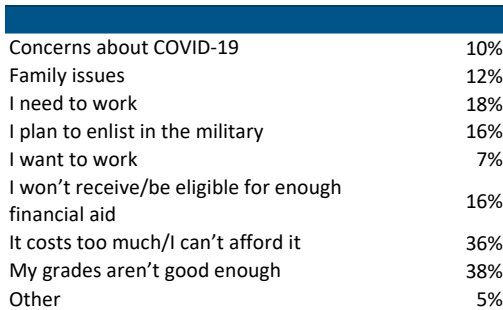 Concerns about COVID-19 10%
Family issues 12%
I need to work 18%
I plan to enlist in the military 16%
I want to work 7%
I won’t receive/be eligible for enough
financial aid 16%
It costs too much/I can’t afford it 36%
My grades aren’t good enough 38%
Other 5%